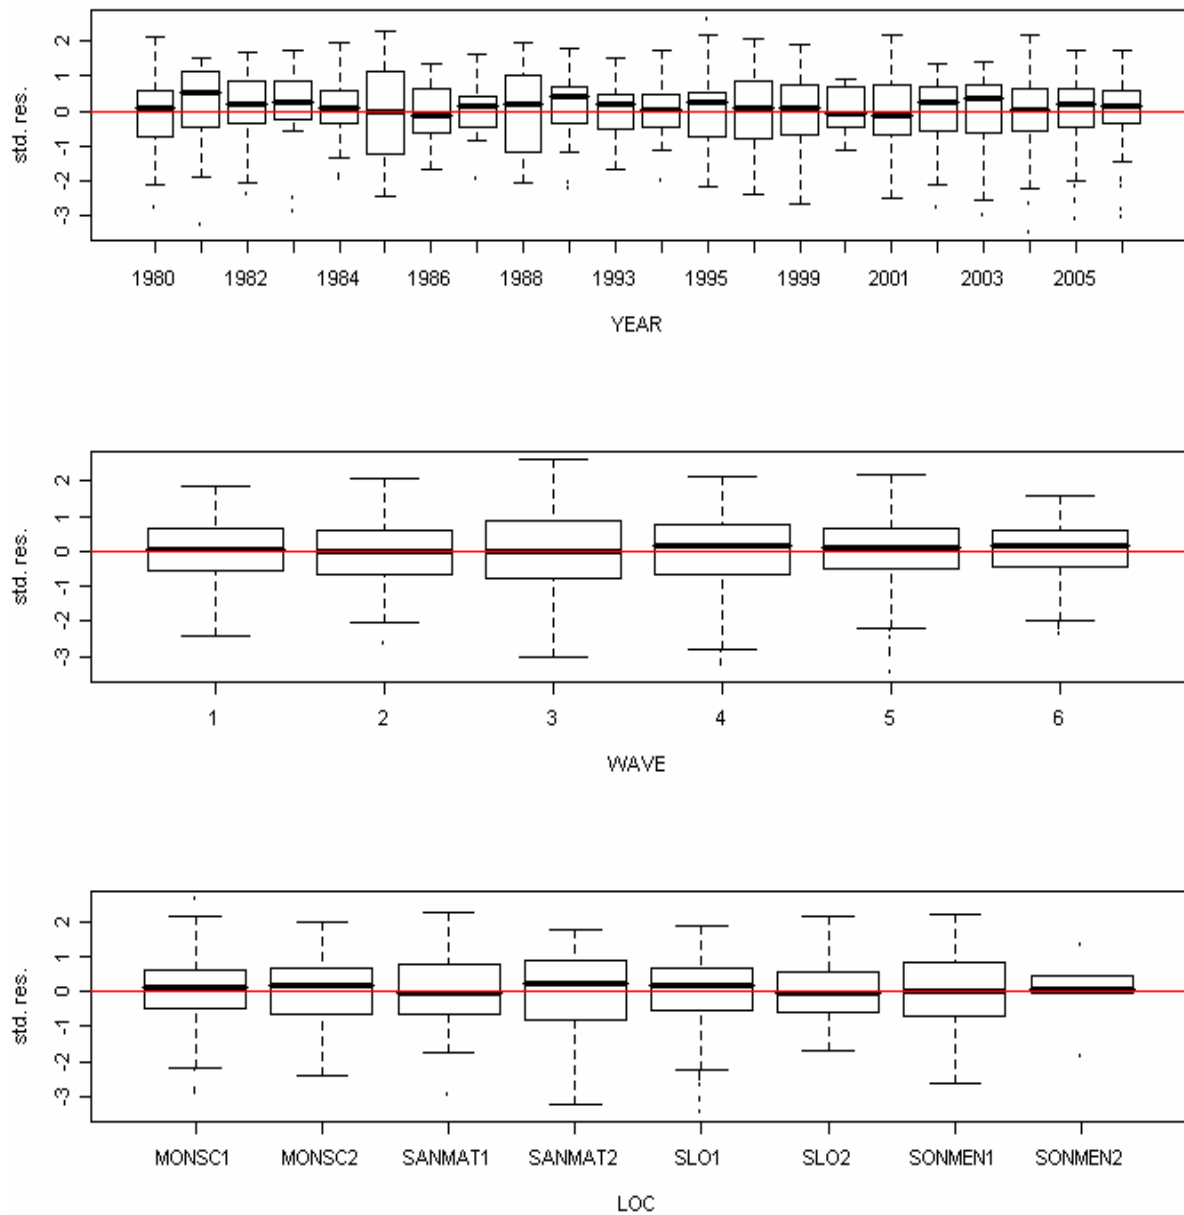 std. res.
2
1
0
-1
-2
-3
1980 1982 1984 1986 1988 1993 1995 1999 2001 2003 2005
YEAR
std. res.
2
1
0
-1
-2
-3
1 2 3 4 5 6
WAVE
std. res.
2
1
0
-1
-2
-3
MONSC1 MONSC2 SANMAT1 SANMAT2 SLO1 SLO2 SONMEN1 SONMEN2
LOC